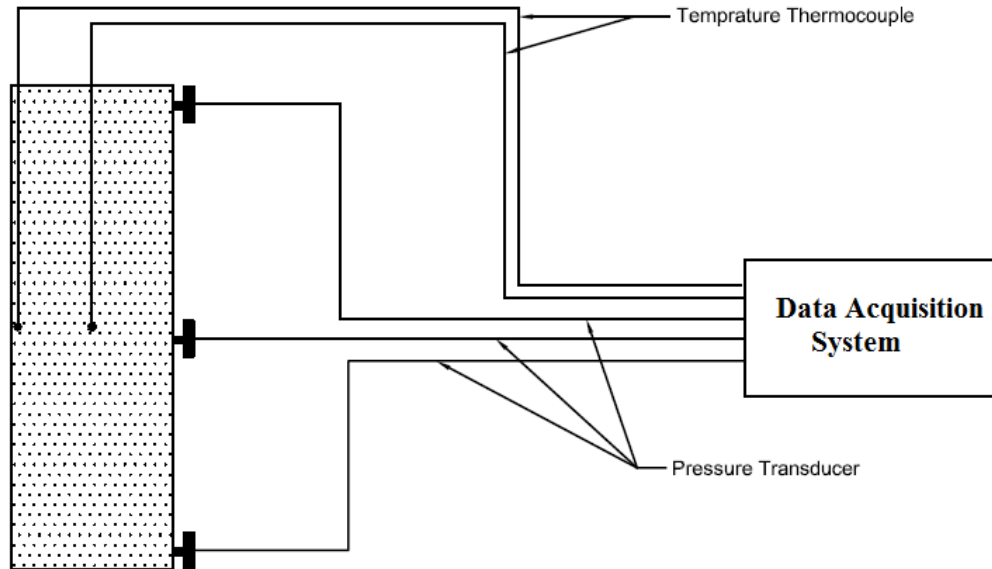 Temprature Thermocouple
Data Acquisition
System
Pressure Transducer